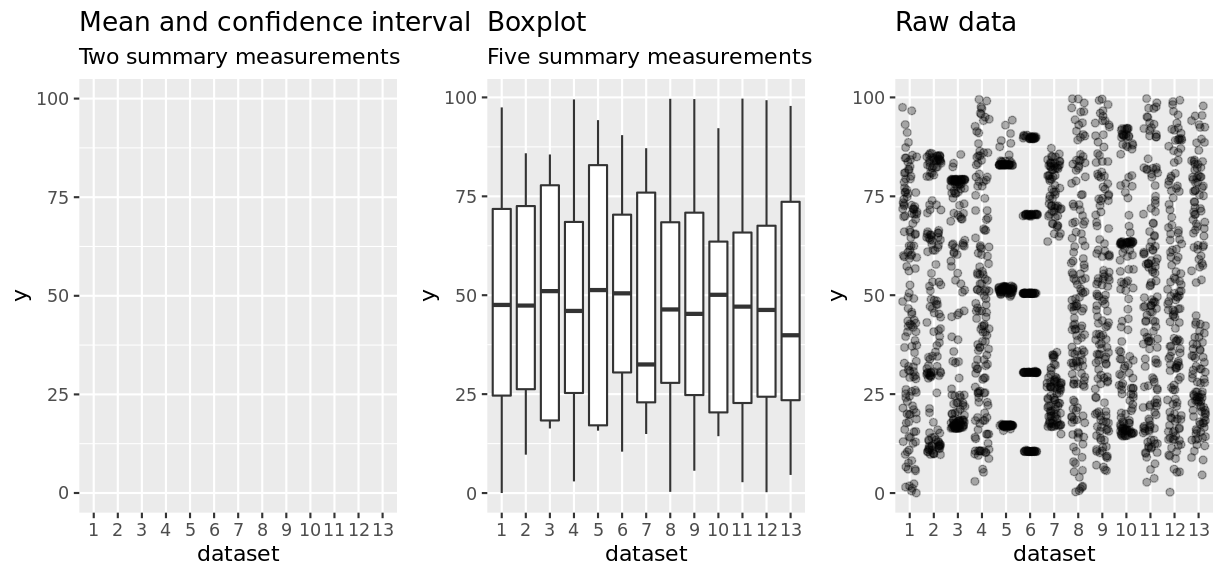 Mean and confidence interval
Two summary measurements
100
75
50
25
0
y
1 2 3 4 5 6 7 8 9 10 11 12 13
dataset
Boxplot
Five summary measurements
100
75
50
25
0
y
1 2 3 4 5 6 7 8 9 10 11 12 13
dataset
Raw data
100
75
50
25
0
y
1 2 3 4 5 6 7 8 9 10 11 12 13
dataset